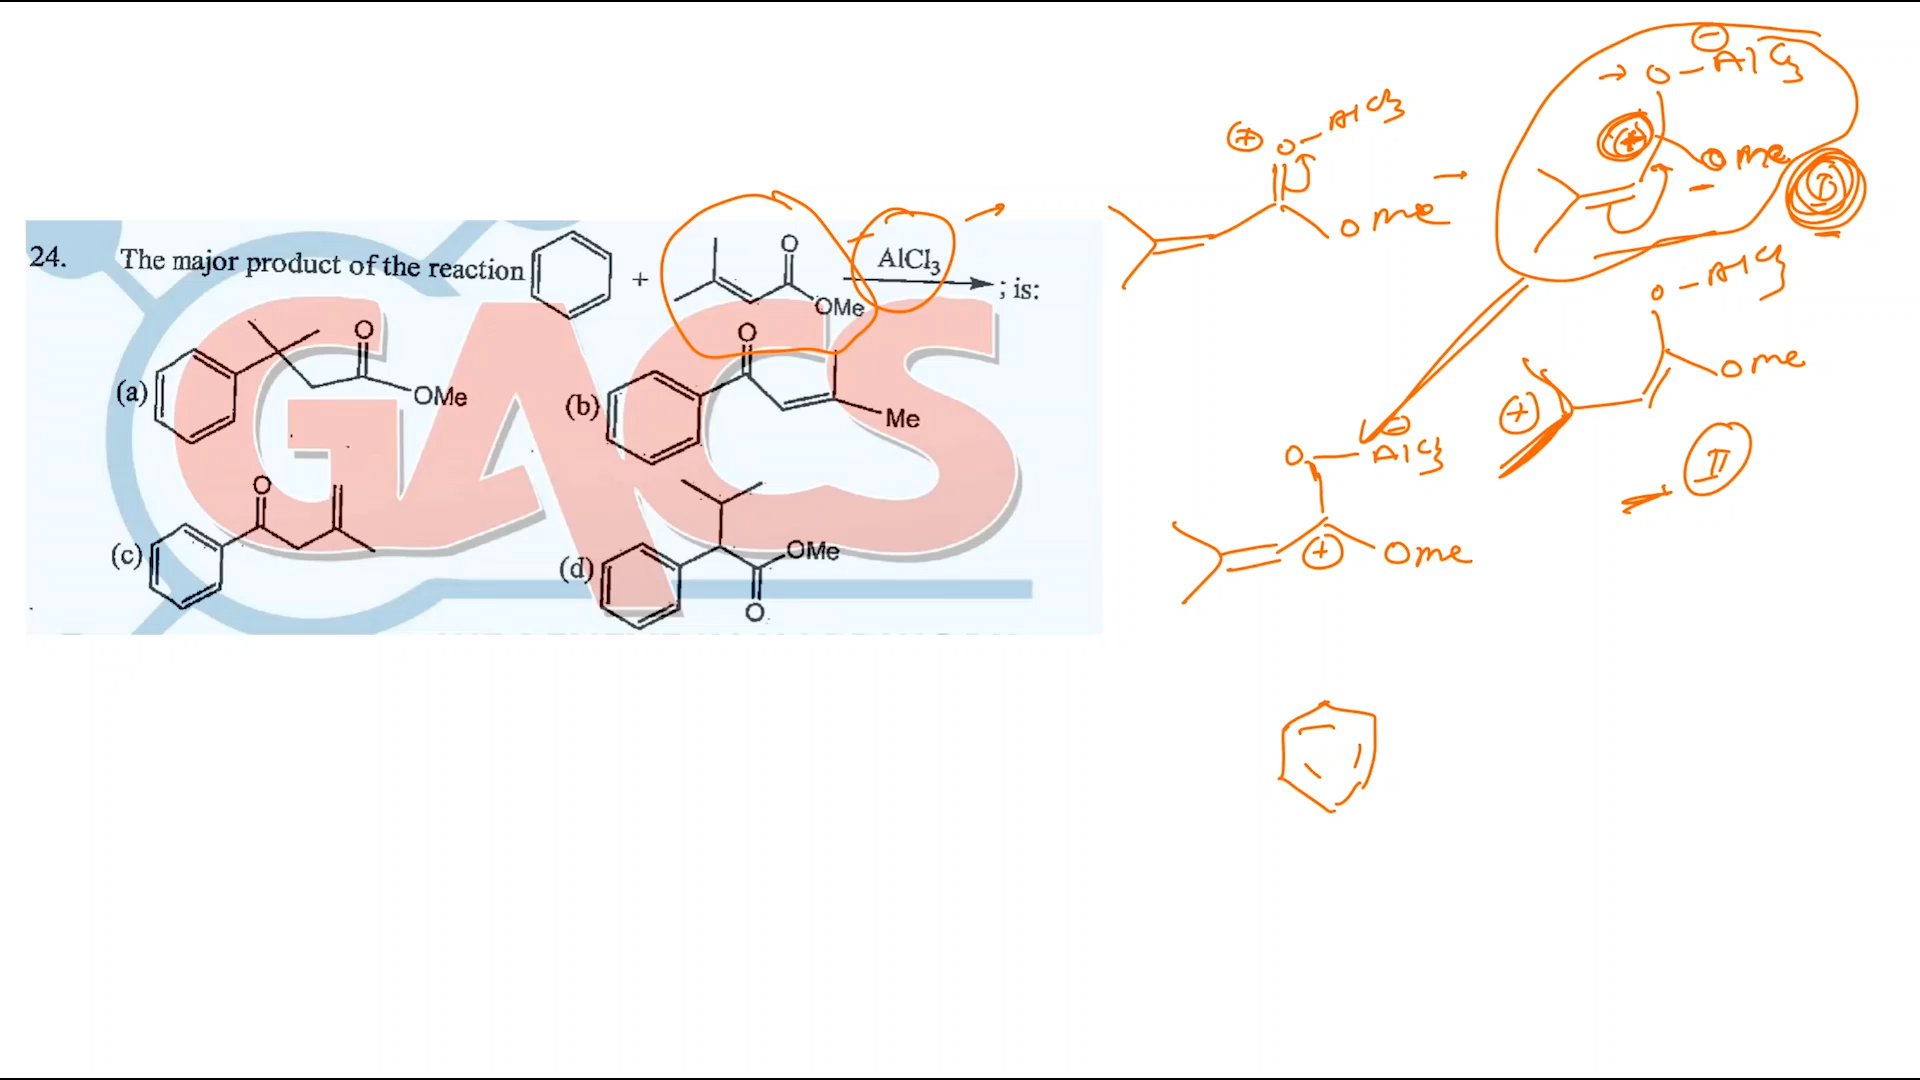 24. The major product of the reaction + O OMe AlCl₃ ; is:
(a) O OMe
(b) O Me
(c) O
(d) OMe O
GACS
⊕ O-AlCl₃
OMe
→ O-AlCl₃ ⊖
⊕ OMe
I
O-AlCl₃
⊕ OMe
II
O-AlCl₃ ⊖
⊕ OMe